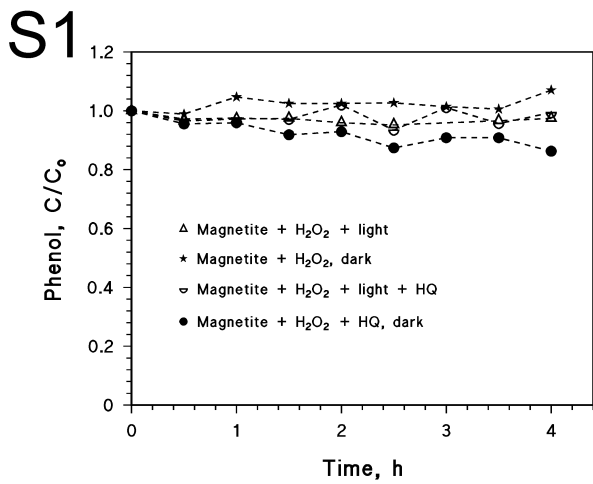 S1
1.2
1.0
0.8
0.6
0.4
0.2
0
Phenol, C/C₀
Magnetite + H₂O₂ + light
Magnetite + H₂O₂, dark
Magnetite + H₂O₂ + light + HQ
Magnetite + H₂O₂ + HQ, dark
0 1 2 3 4
Time, h